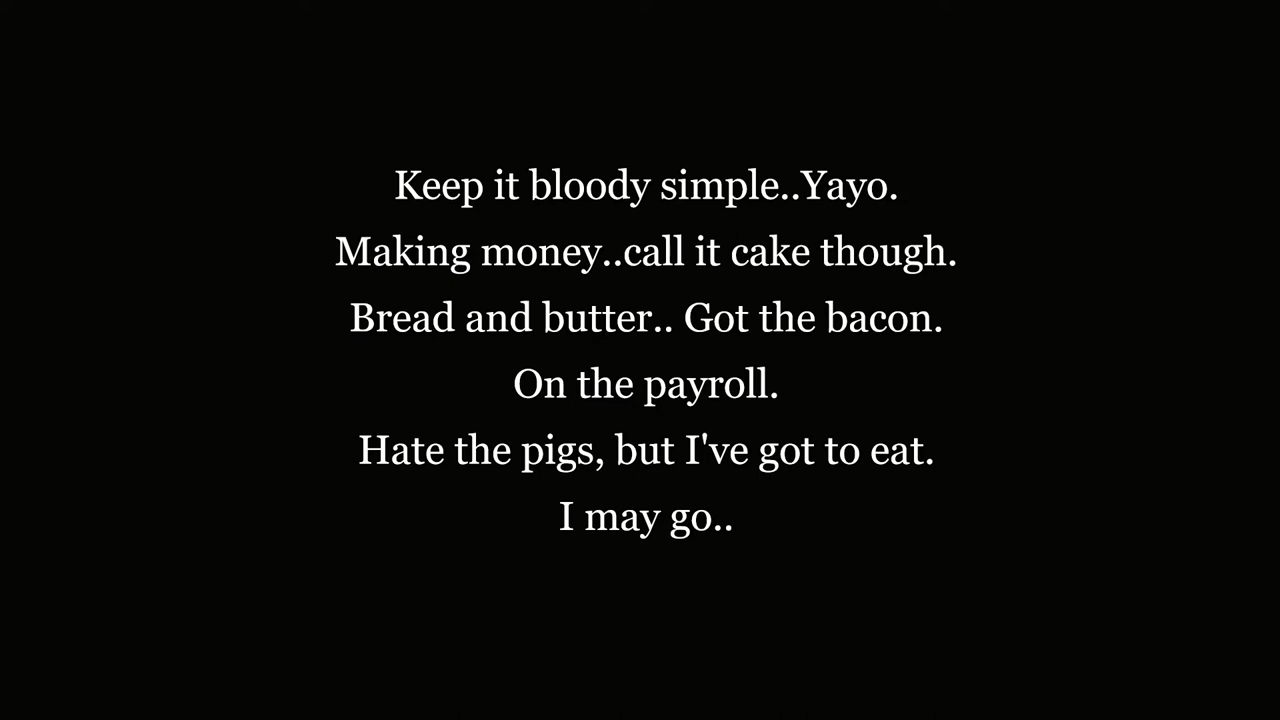 Keep it bloody simple..Yayo.
Making money..call it cake though.
Bread and butter.. Got the bacon.
On the payroll.
Hate the pigs, but I've got to eat.
I may go..